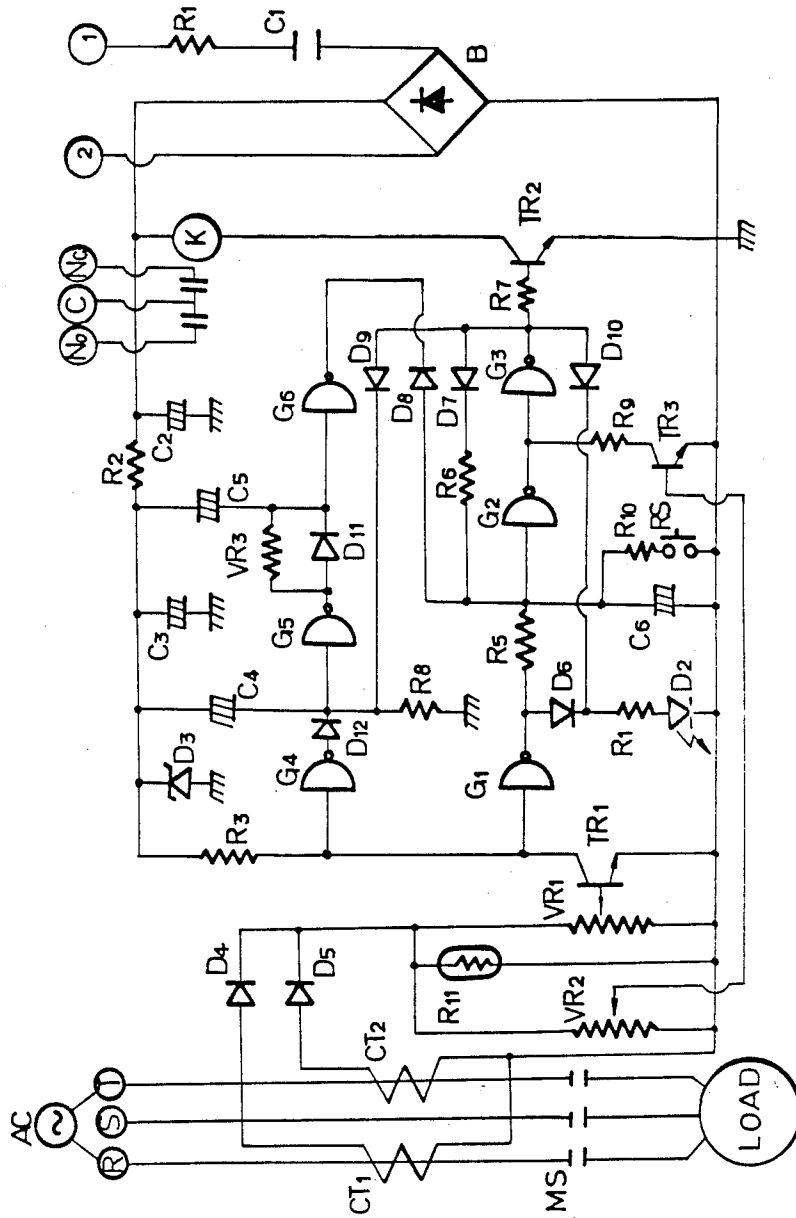 AC
R
S
T
CT1
CT2
MS
LOAD
D4
D5
R11
VR2
VR1
TR1
R3
D3
G4
D12
C4
R8
G1
D6
R1
D2
C3
G5
VR3
D11
C5
R5
C6
R10
RS
R2
C2
G6
D9
D8
D7
R6
G2
G3
D10
R9
TR3
R7
TR2
No
C
Nc
K
2
1
R1
C1
B